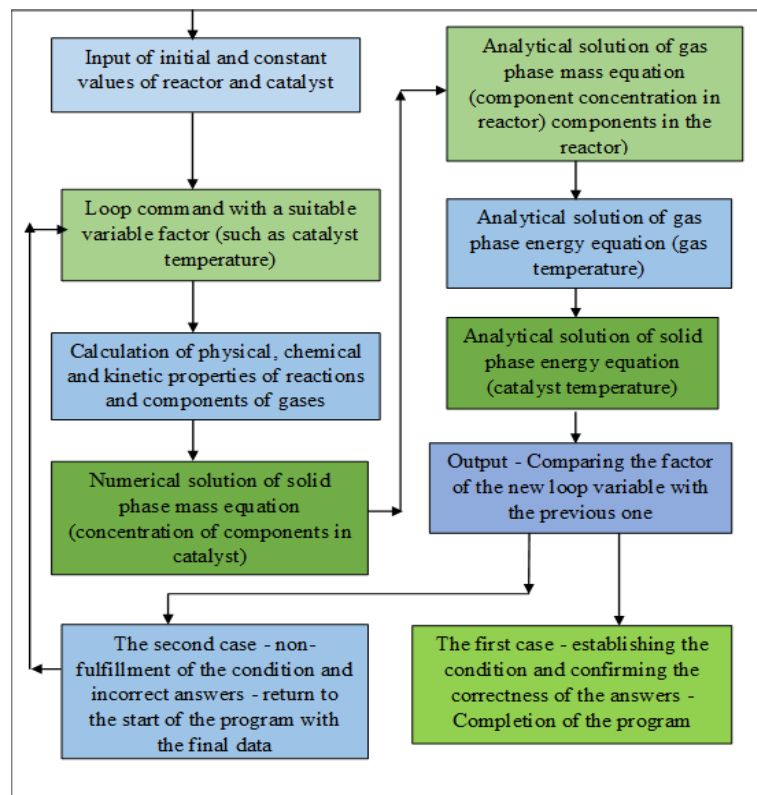 Input of initial and constant
values of reactor and catalyst
Loop command with a suitable
variable factor (such as catalyst
temperature)
Calculation of physical, chemical
and kinetic properties of reactions
and components of gases
Numerical solution of solid
phase mass equation
(concentration of components in
catalyst)
Analytical solution of gas
phase mass equation
(component concentration in
reactor) components in the
reactor)
Analytical solution of gas
phase energy equation (gas
temperature)
Analytical solution of solid
phase energy equation
(catalyst temperature)
Output - Comparing the factor
of the new loop variable with
the previous one
The second case - non-
fulfillment of the condition and
incorrect answers - return to
the start of the program with
the final data
The first case - establishing the
condition and confirming the
correctness of the answers -
Completion of the program